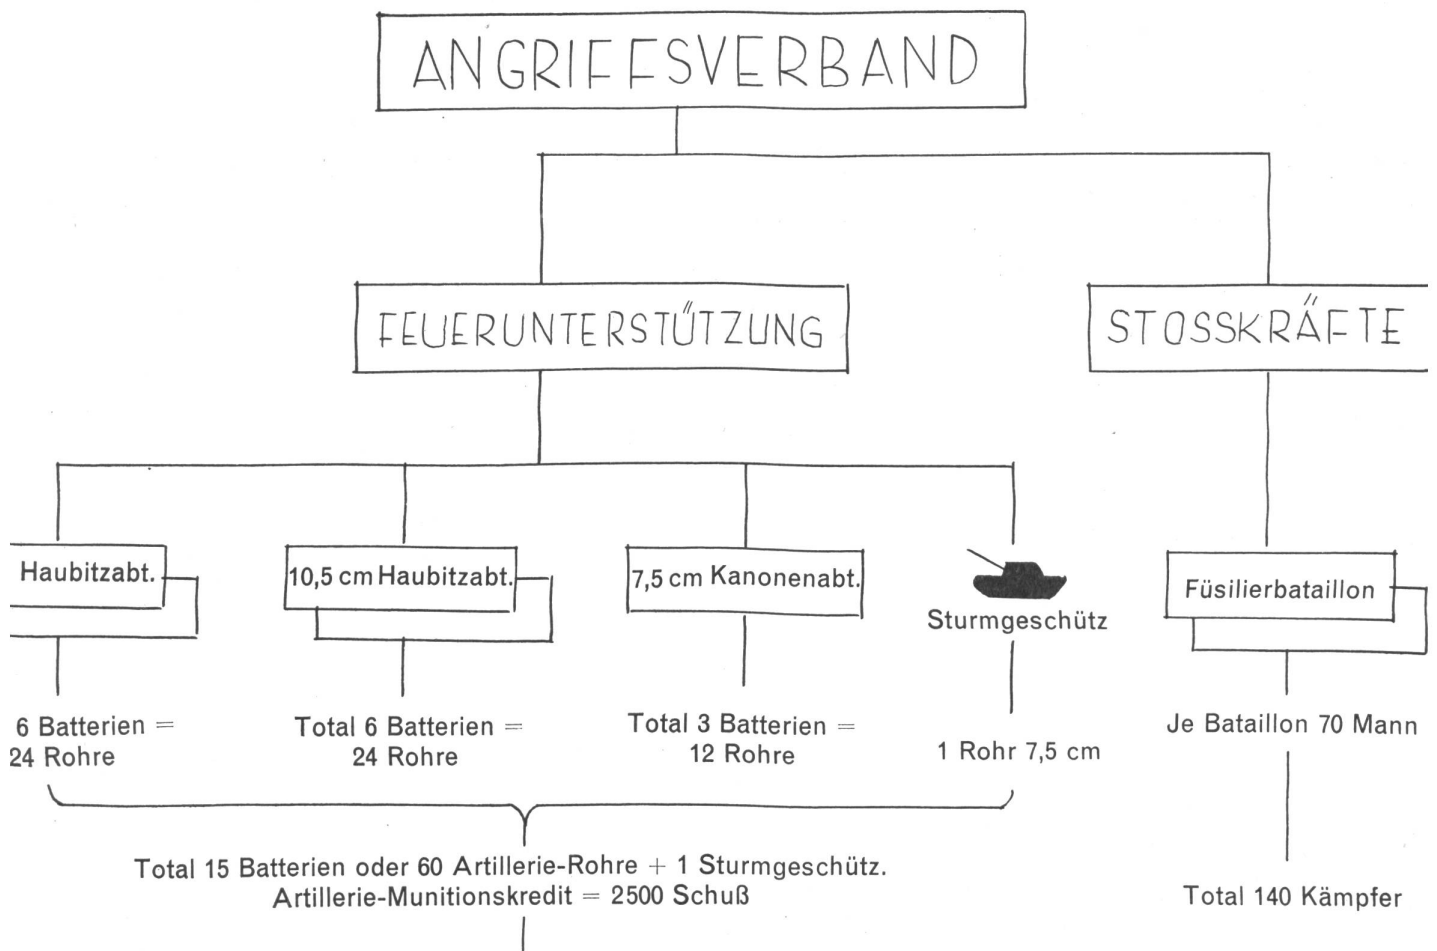 ANGRIFFSVERBAND
FEUERUNTERSTÜTZUNG
STOSSKRÄFTE
Haubitzabt.
10,5 cm Haubitzabt.
7,5 cm Kanonenabt.
Sturmgeschütz
Füsilierbataillon
6 Batterien =
24 Rohre
Total 6 Batterien =
24 Rohre
Total 3 Batterien =
12 Rohre
1 Rohr 7,5 cm
Je Bataillon 70 Mann
Total 15 Batterien oder 60 Artillerie-Rohre + 1 Sturmgeschütz.
Artillerie-Munitionskredit = 2500 Schuß
Total 140 Kämpfer